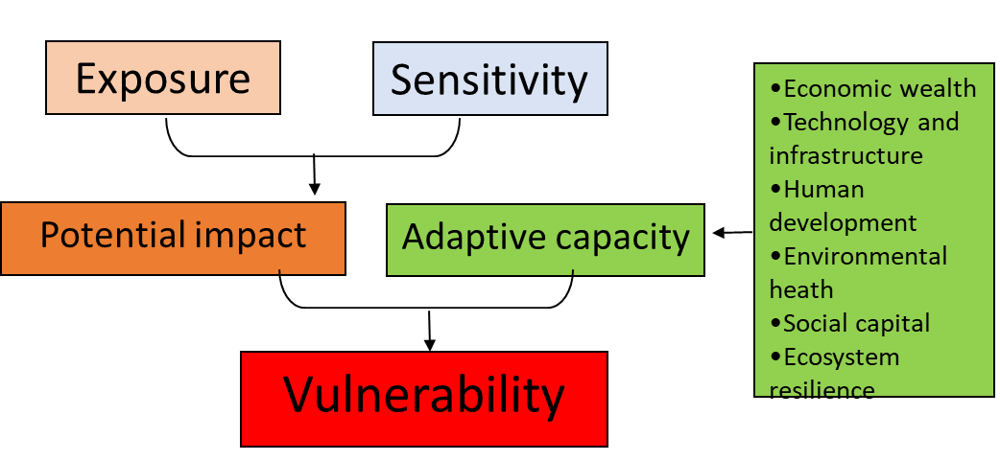 Exposure
Sensitivity
Potential impact
Adaptive capacity
Vulnerability
•Economic wealth
•Technology and
infrastructure
•Human
development
•Environmental
heath
•Social capital
•Ecosystem
resilience